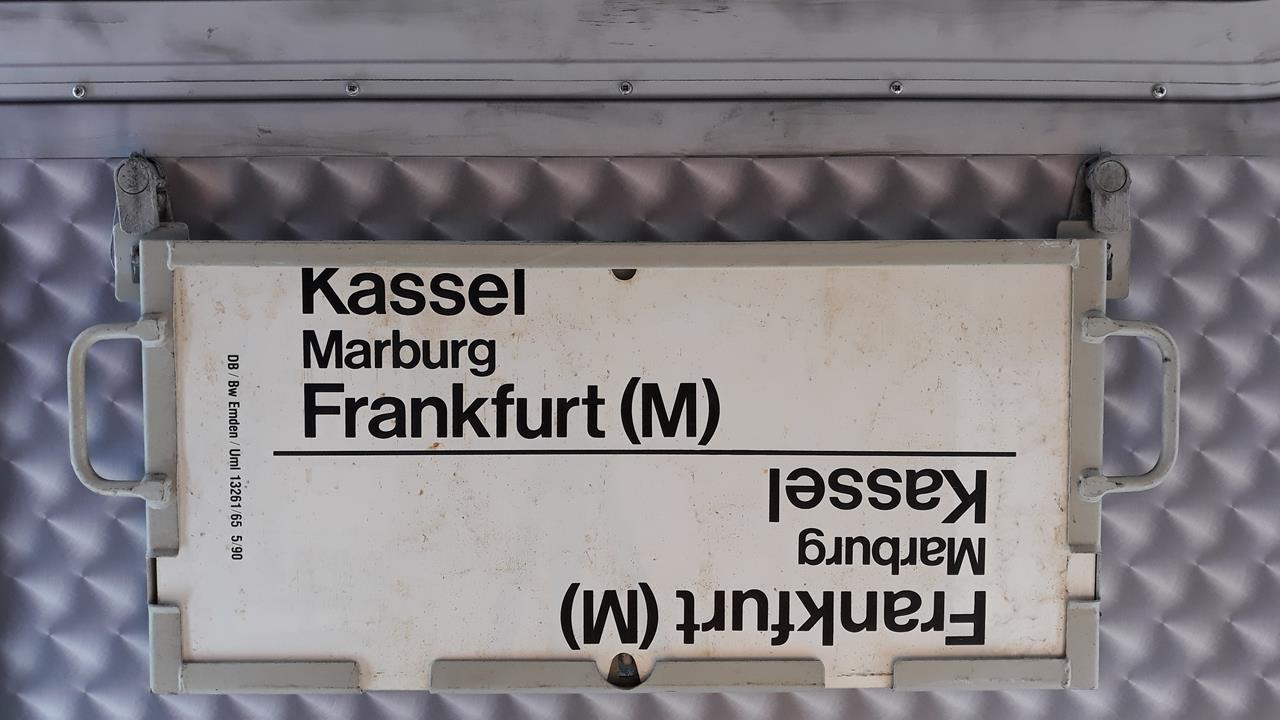 Kassel
Marburg
Frankfurt (M)
Frankfurt (M)
Marburg
Kassel
DB / Bw Emden / Uml 13261/65 5/90